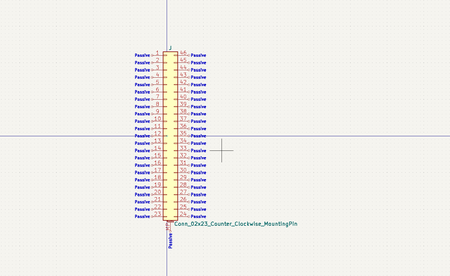 J
Passive 1 46 Passive
Passive 2 45 Passive
Passive 3 44 Passive
Passive 4 43 Passive
Passive 5 42 Passive
Passive 6 41 Passive
Passive 7 40 Passive
Passive 8 39 Passive
Passive 9 38 Passive
Passive 10 37 Passive
Passive 11 36 Passive
Passive 12 35 Passive
Passive 13 34 Passive
Passive 14 33 Passive
Passive 15 32 Passive
Passive 16 31 Passive
Passive 17 30 Passive
Passive 18 29 Passive
Passive 19 28 Passive
Passive 20 27 Passive
Passive 21 26 Passive
Passive 22 25 Passive
Passive 23 24 Passive
Conn_02x23_Counter_Clockwise_MountingPin
Passive